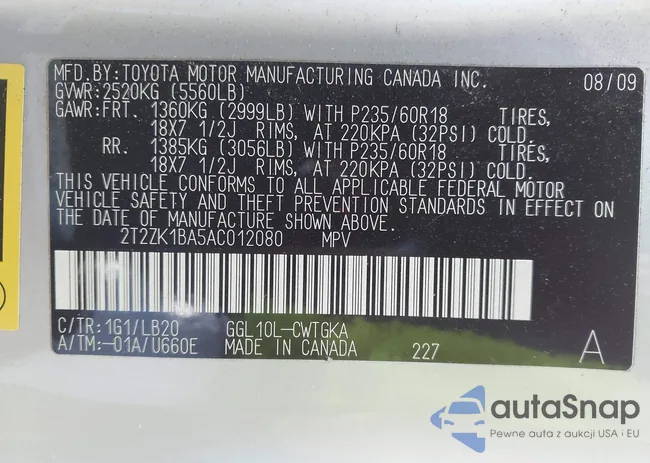 MFD.BY:TOYOTA MOTOR MANUFACTURING CANADA INC. 08/09
GVWR:2520KG (5560LB)
GAWR:FRT. 1360KG (2999LB) WITH P235/60R18 TIRES,
18X7 1/2J RIMS, AT 220KPA (32PSI) COLD.
RR. 1385KG (3056LB) WITH P235/60R18 TIRES,
18X7 1/2J RIMS, AT 220KPA (32PSI) COLD.
THIS VEHICLE CONFORMS TO ALL APPLICABLE FEDERAL MOTOR
VEHICLE SAFETY AND THEFT PREVENTION STANDARDS IN EFFECT ON
THE DATE OF MANUFACTURE SHOWN ABOVE.
2T2ZK1BA5AC012080 MPV
C/TR:1G1/LB20 GGL10L-CWTGKA
A/TM:-01A/U660E MADE IN CANADA 227 A
autaSnap
Pewne auta z aukcji USA i EU